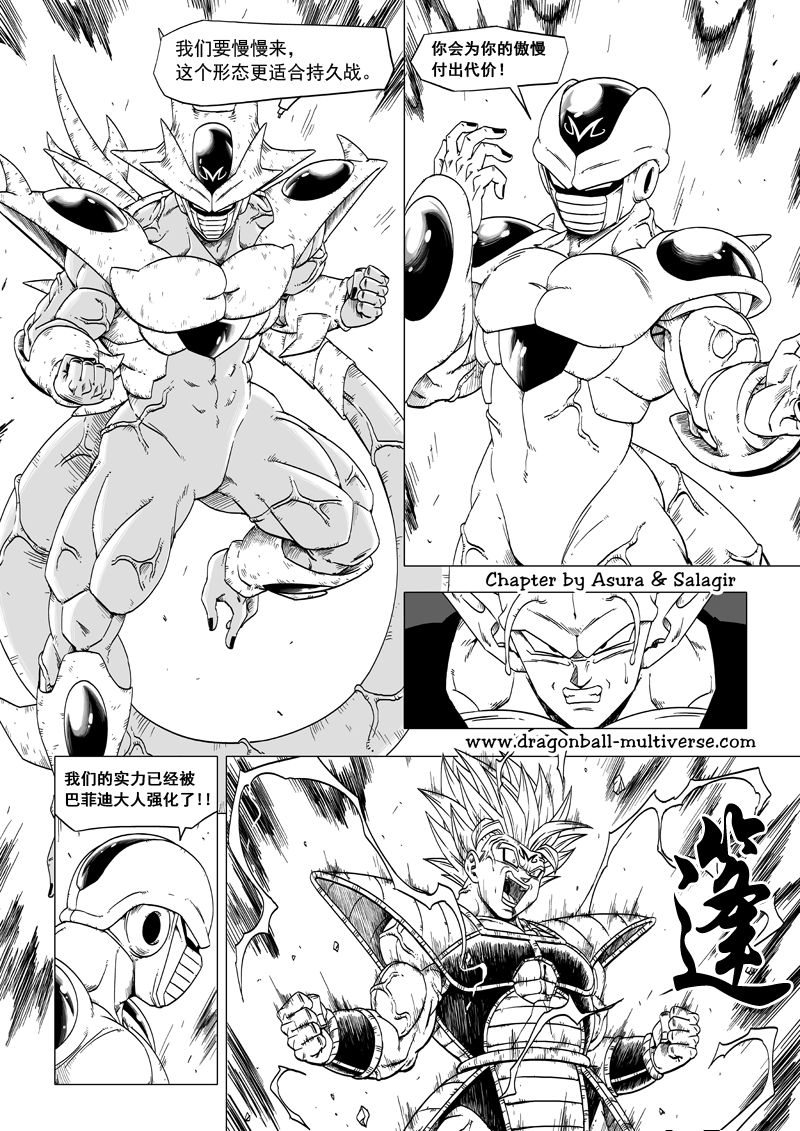 我们要慢慢来，
这个形态更适合持久战。
你会为你的傲慢
付出代价！
Chapter by Asura & Salagir
www.dragonball-multiverse.com
我们的实力已经被
巴菲迪大人强化了！！
篷